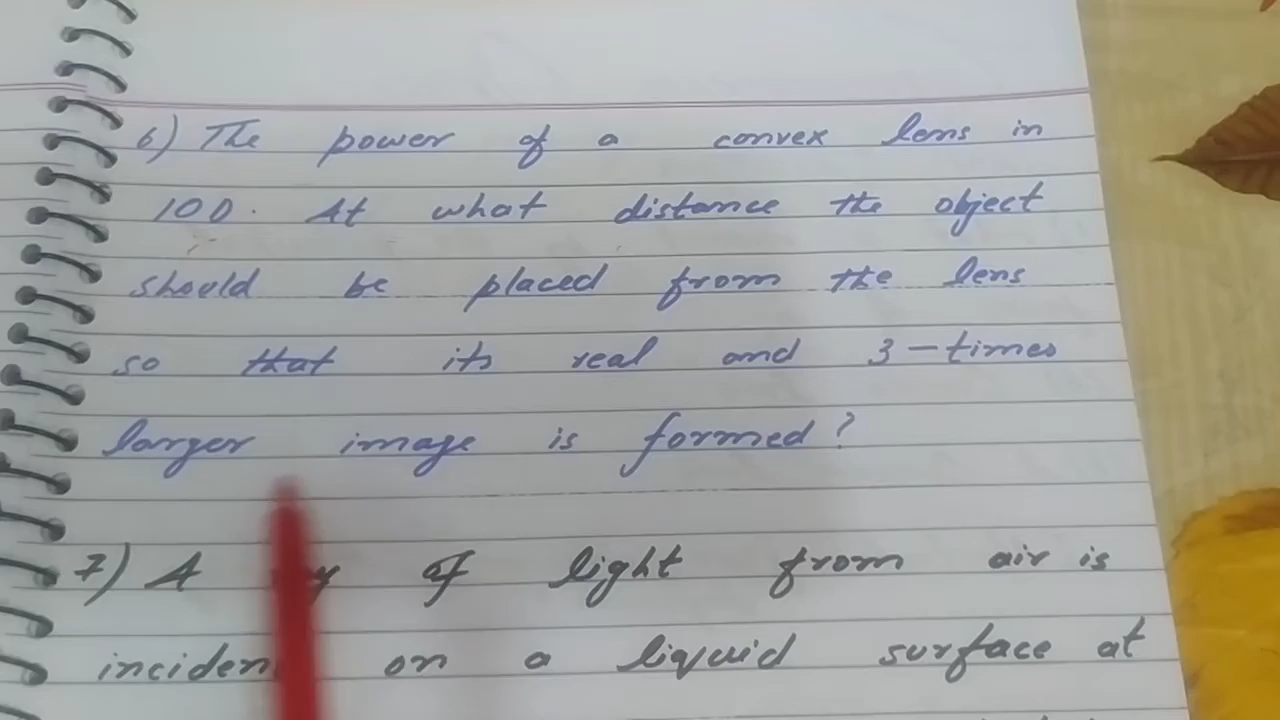 6) The power of a convex lens in
10D. At what distance the object
should be placed from the lens
so that its real and 3-times
larger image is formed?
7) A of light from air is
on a liquid surface at